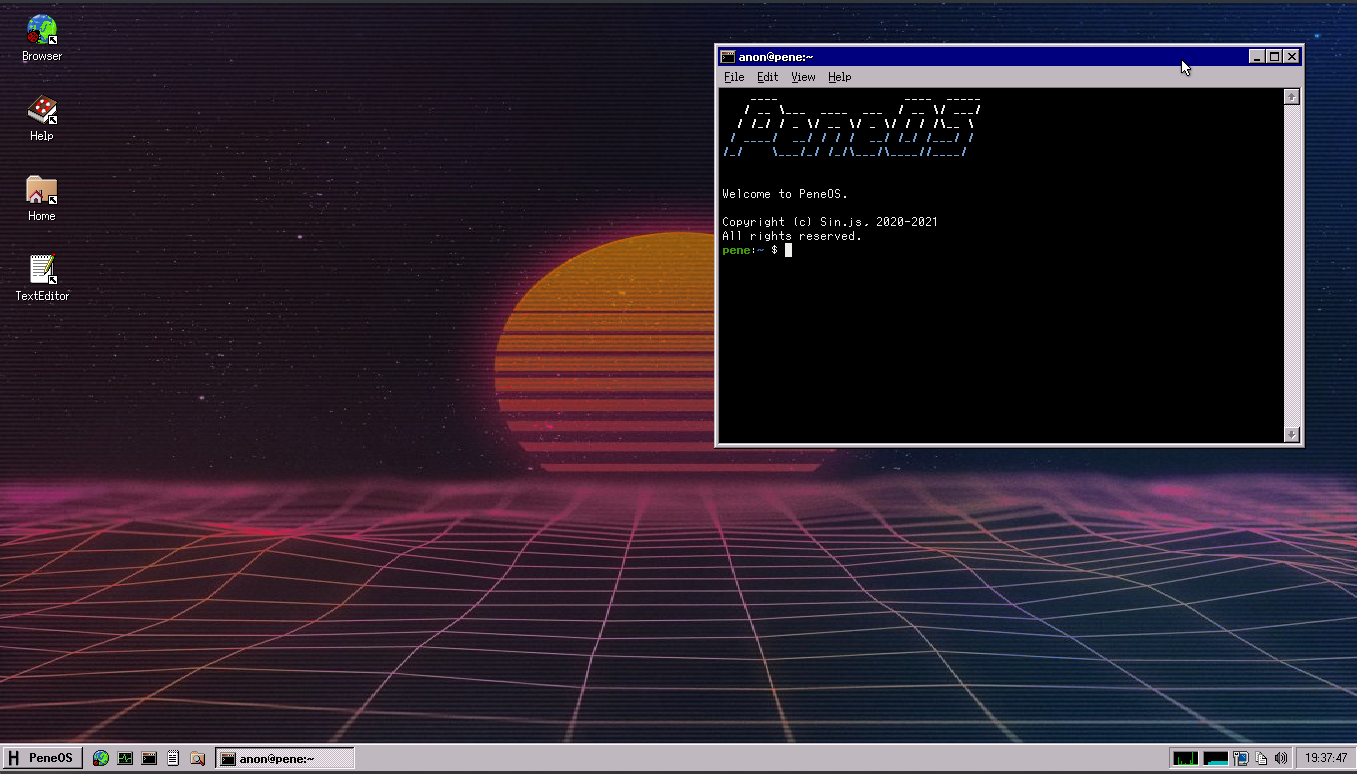 Browser
Help
Home
TextEditor
anon@pene:~
File Edit View Help
PeneOS
Welcome to PeneOS.
Copyright (c) Sin.js, 2020-2021
All rights reserved.
pene:~ $
PeneOS
anon@pene:~
19:37:47